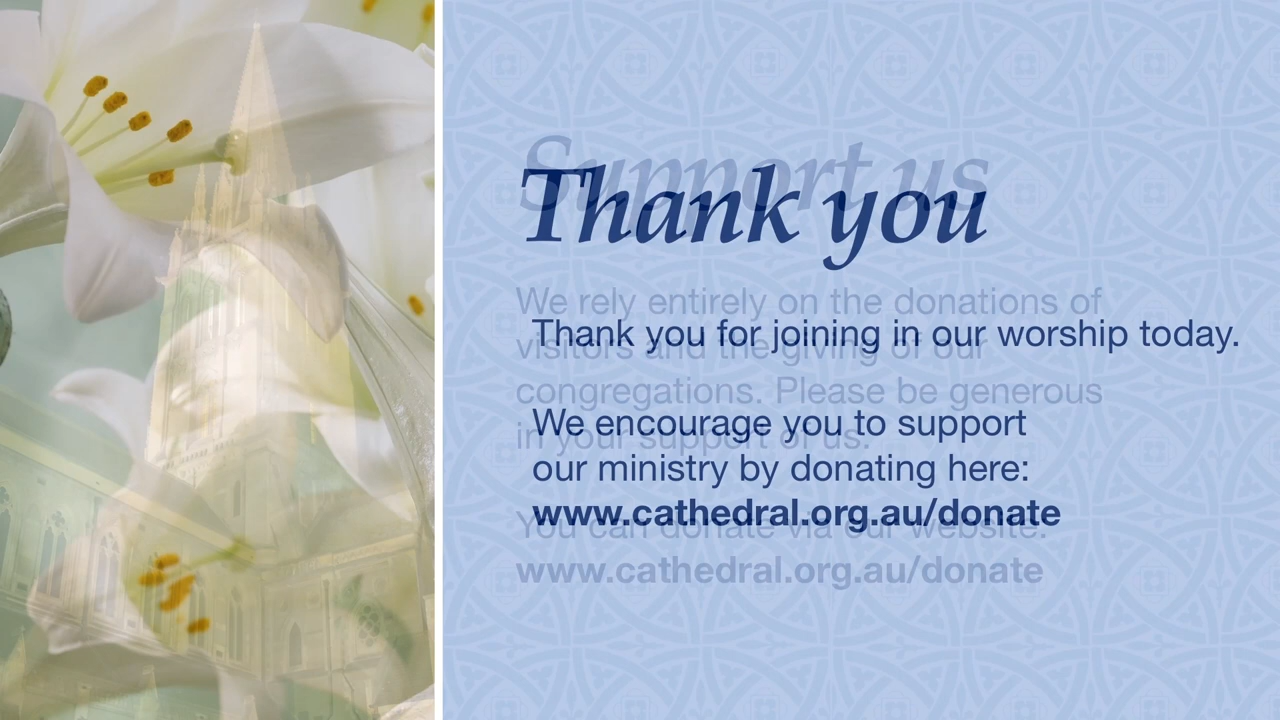 Support us
Thank you
We rely entirely on the donations of
Thank you for joining in our worship today.
visitors and the giving of our
congregations. Please be generous
We encourage you to support
in your support of us.
our ministry by donating here:
www.cathedral.org.au/donate
You can donate via our website:
www.cathedral.org.au/donate